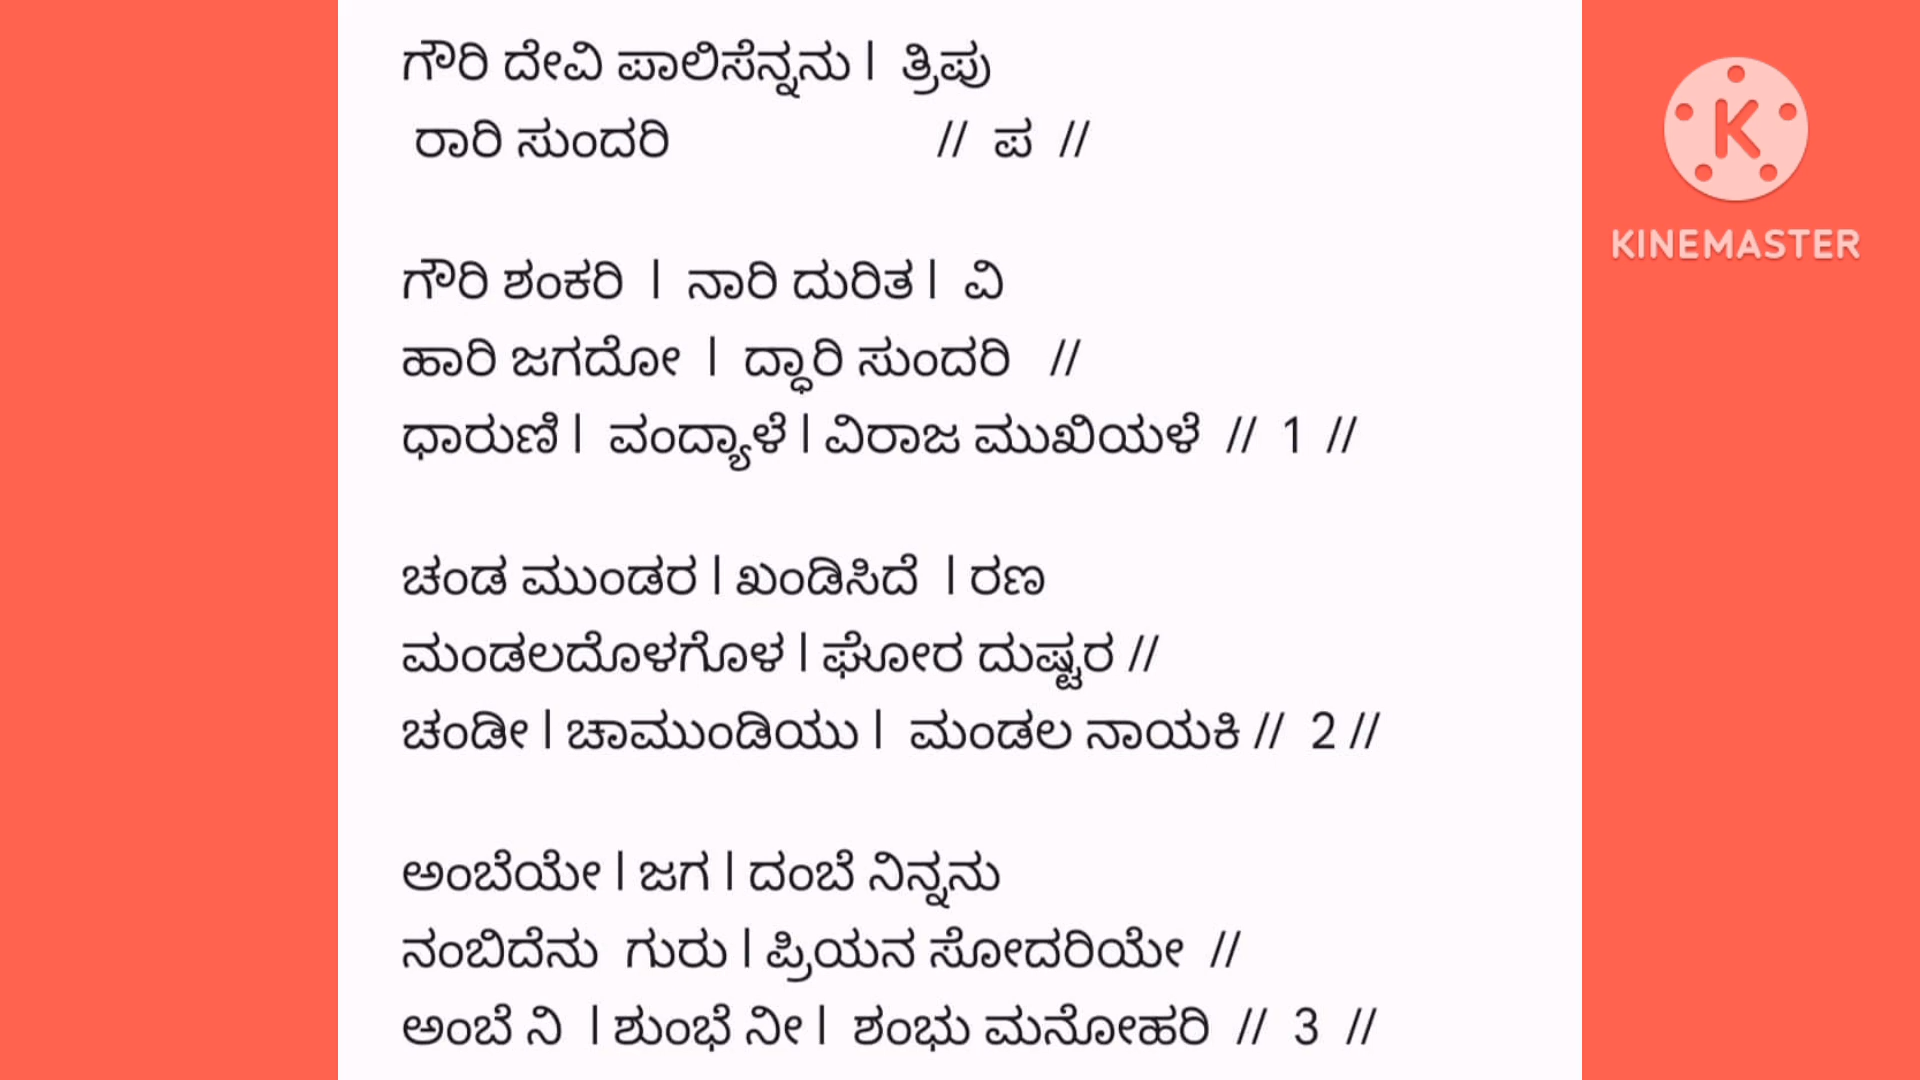 ಗೌರಿ ದೇವಿ ಪಾಲಿಸೆನ್ನನು | ತ್ರಿಪು
ರಾರಿ ಸುಂದರಿ // ಪ //
ಗೌರಿ ಶಂಕರಿ | ನಾರಿ ದುರಿತ | ವಿ
ಹಾರಿ ಜಗದೋ | ದ್ಧಾರಿ ಸುಂದರಿ //
ಧಾರುಣಿ | ವಂದ್ಯಾಳೆ | ವಿರಾಜ ಮುಖಿಯಳೆ // 1 //
ಚಂಡ ಮುಂಡರ | ಖಂಡಿಸಿದೆ | ರಣ
ಮಂಡಲದೊಳಗೊಳ | ಘೋರ ದುಷ್ಟರ //
ಚಂಡೀ | ಚಾಮುಂಡಿಯು | ಮಂಡಲ ನಾಯಕಿ // 2 //
ಅಂಬೆಯೇ | ಜಗ | ದಂಬೆ ನಿನ್ನನು
ನಂಬಿದೆನು ಗುರು | ಪ್ರಿಯನ ಸೋದರಿಯೇ //
ಅಂಬೆ ನಿ | ಶುಂಭೆ ನೀ | ಶಂಭು ಮನೋಹರಿ // 3 //
K
KINEMASTER